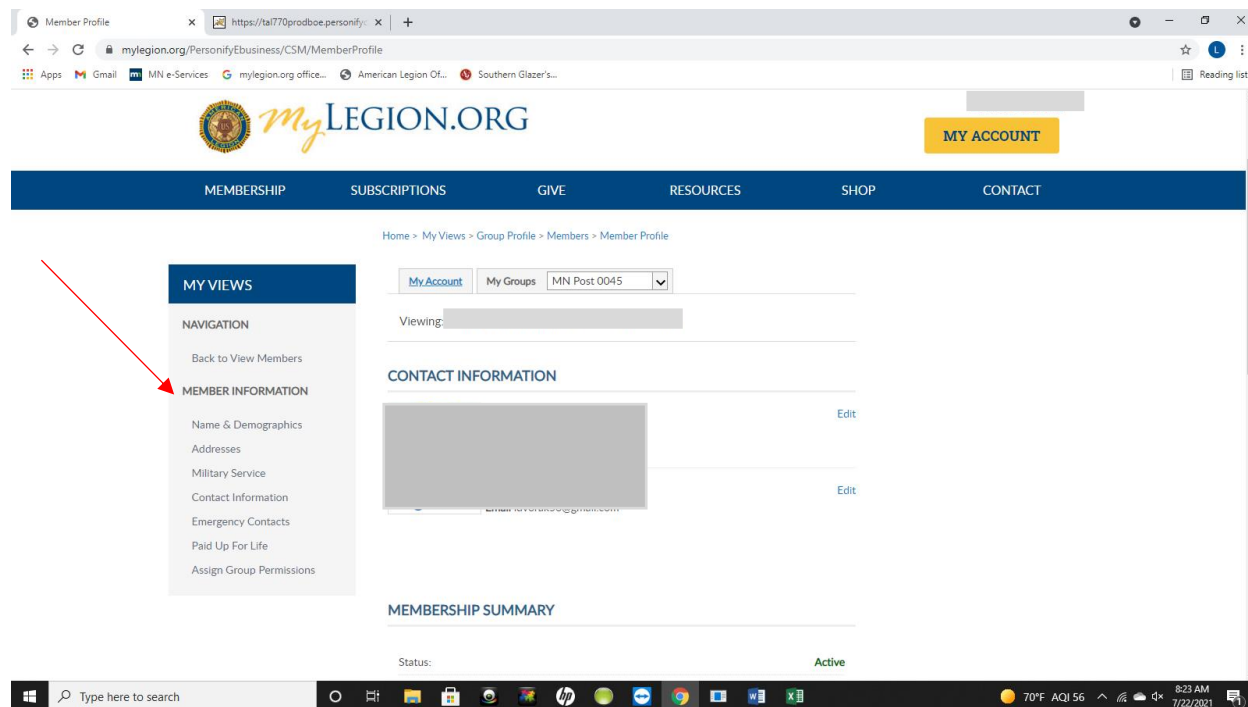 Member Profile
https://tal770prodboe.personify
mylegion.org/PersonifyEbusiness/CSM/MemberProfile
L
Apps Gmail MN e-Services mylegion.org office... American Legion Of... Southern Glazer's... Reading list
My LEGION.ORG
MY ACCOUNT
MEMBERSHIP SUBSCRIPTIONS GIVE RESOURCES SHOP CONTACT
Home > My Views > Group Profile > Members > Member Profile
MY VIEWS
NAVIGATION
Back to View Members
MEMBER INFORMATION
Name & Demographics
Addresses
Military Service
Contact Information
Emergency Contacts
Paid Up For Life
Assign Group Permissions
My Account My Groups MN Post 0045
Viewing:
CONTACT INFORMATION
Edit
Edit
MEMBERSHIP SUMMARY
Status: Active
Type here to search
70°F AQI 56
8:23 AM
7/22/2021